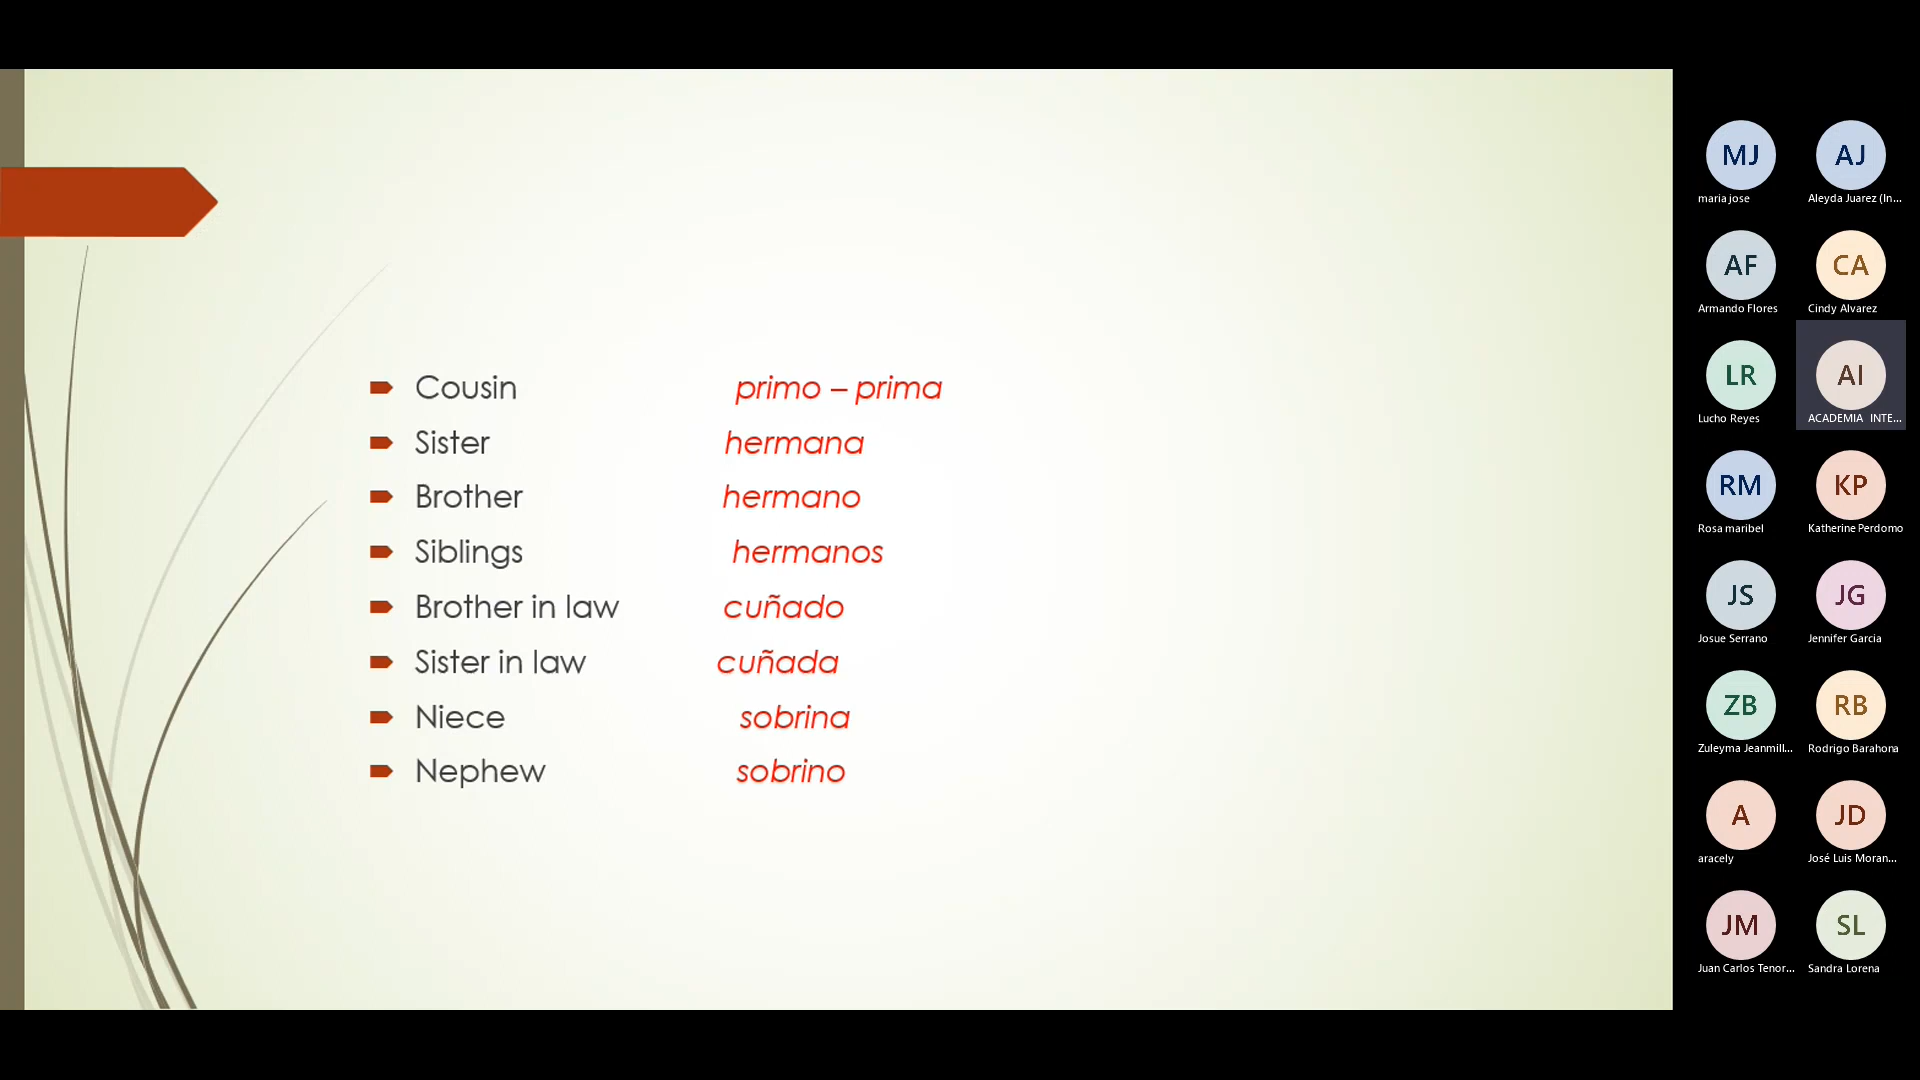 Cousin primo – prima
Sister hermana
Brother hermano
Siblings hermanos
Brother in law cuñado
Sister in law cuñada
Niece sobrina
Nephew sobrino
MJ AJ
maria jose Aleyda Juarez (In...
AF CA
Armando Flores Cindy Alvarez
LR AI
Lucho Reyes ACADEMIA INTE...
RM KP
Rosa maribel Katherine Perdomo
JS JG
Josue Serrano Jennifer Garcia
ZB RB
Zuleyma Jeanmill... Rodrigo Barahona
A JD
aracely José Luis Moran...
JM SL
Juan Carlos Tenor... Sandra Lorena